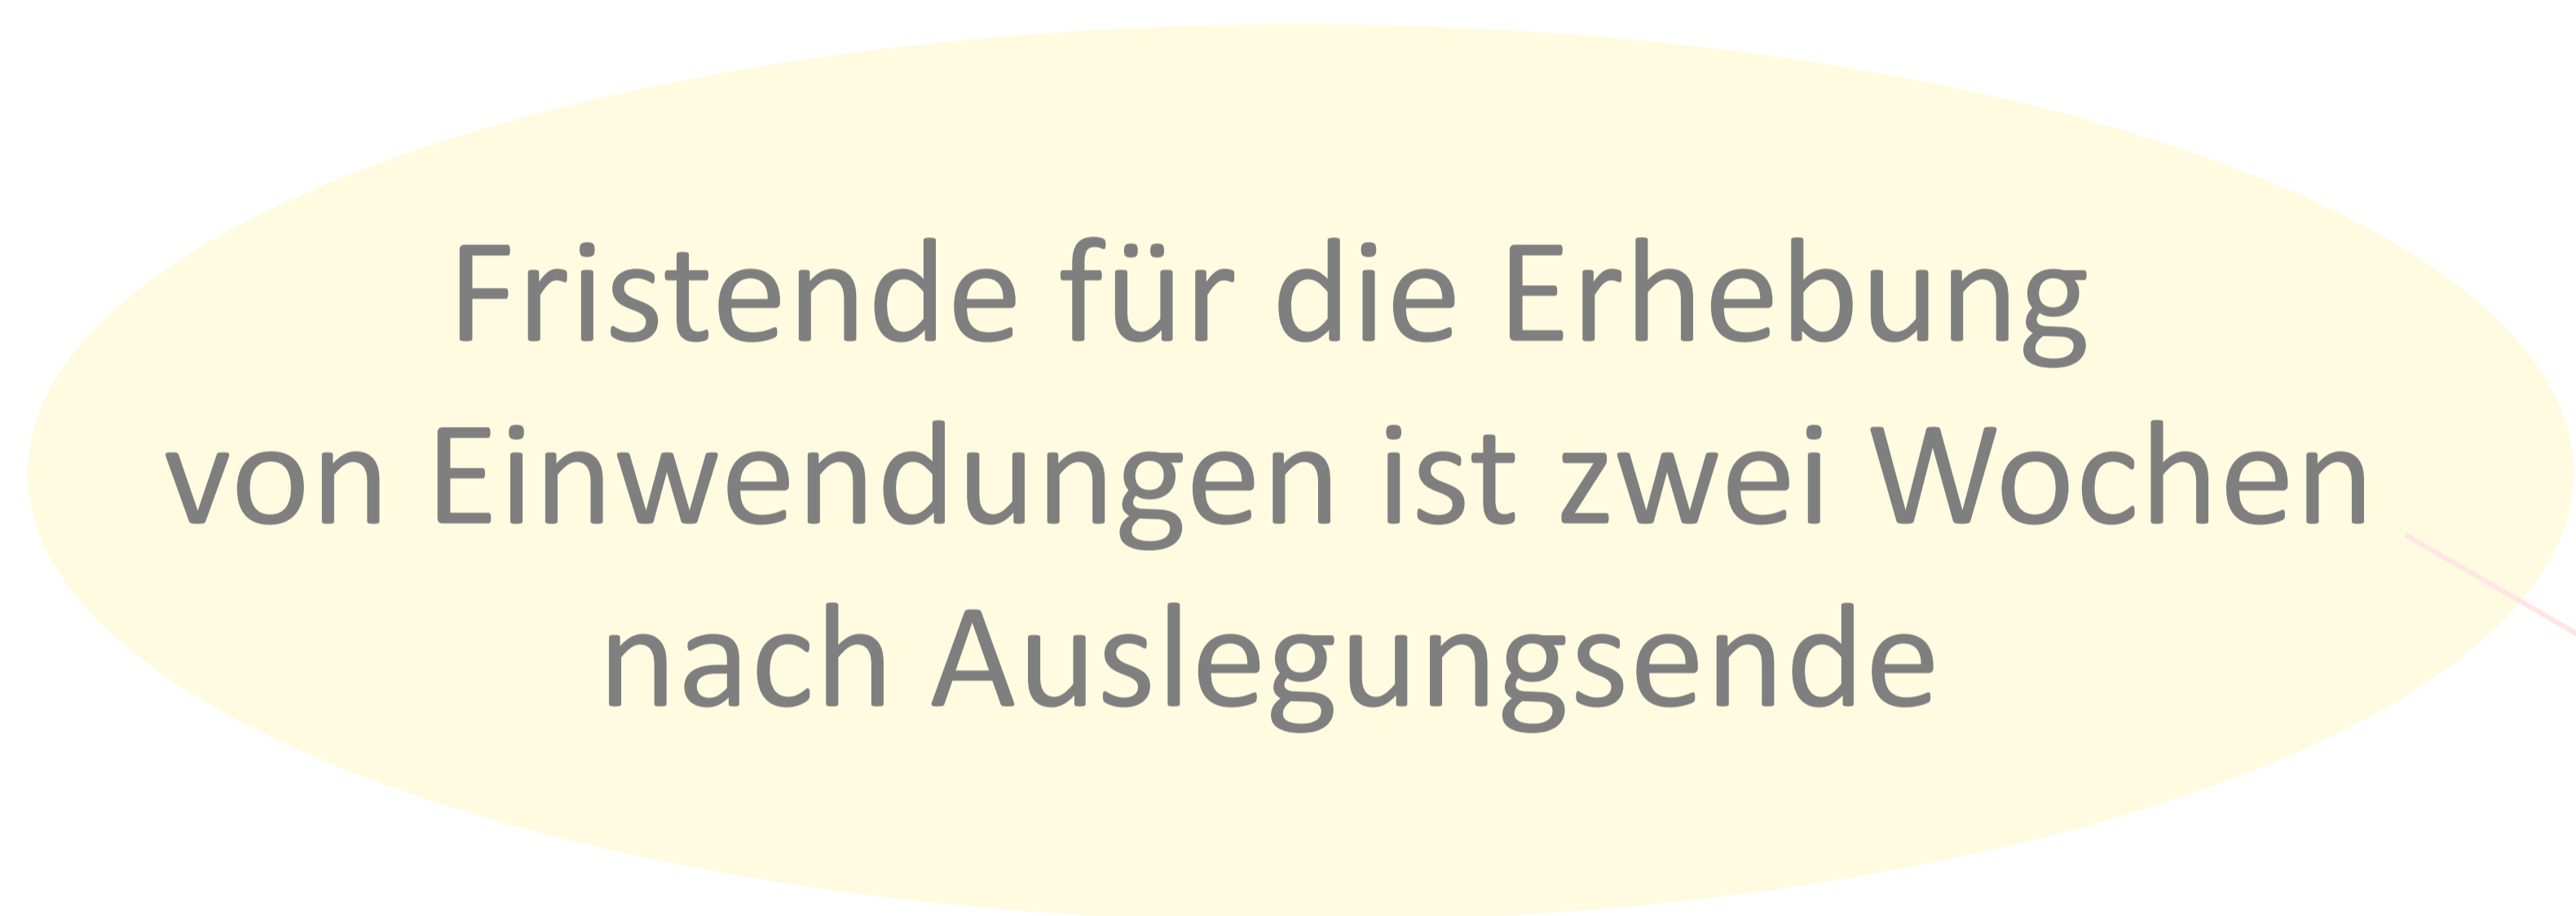 Fristende für die Erhebung
von Einwendungen ist zwei Wochen
nach Auslegungsende